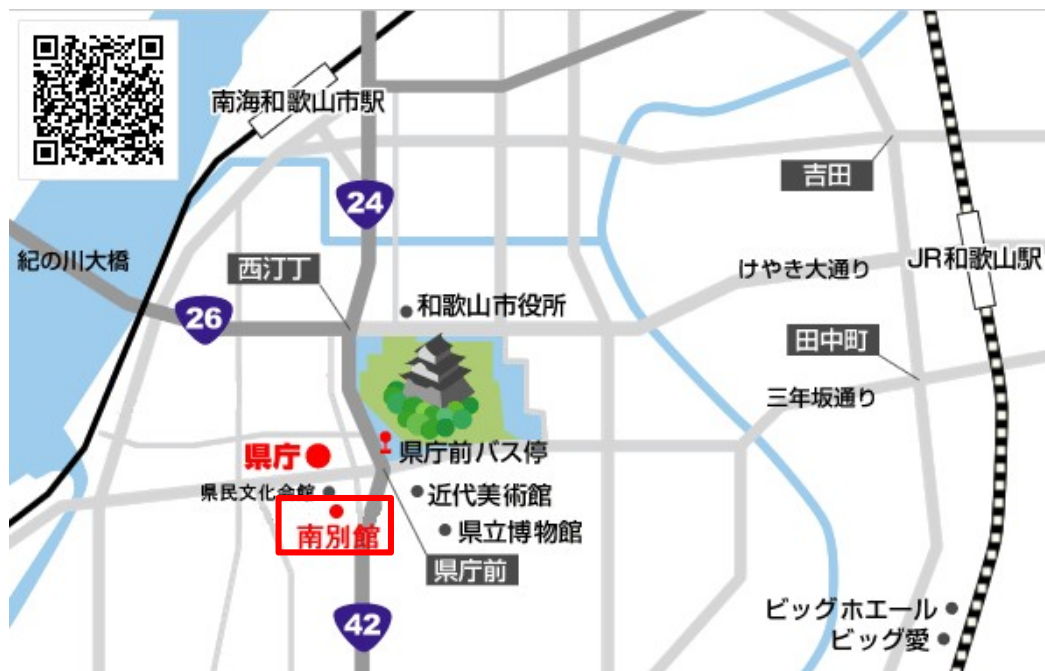 南海和歌山市駅
24
吉田
紀の川大橋
西汀丁
けやき大通り
JR和歌山駅
26
和歌山市役所
田中町
三年坂通り
県庁
県庁前バス停
県民文化会館
近代美術館
南別館
県立博物館
県庁前
42
ビッグホエール
ビッグ愛